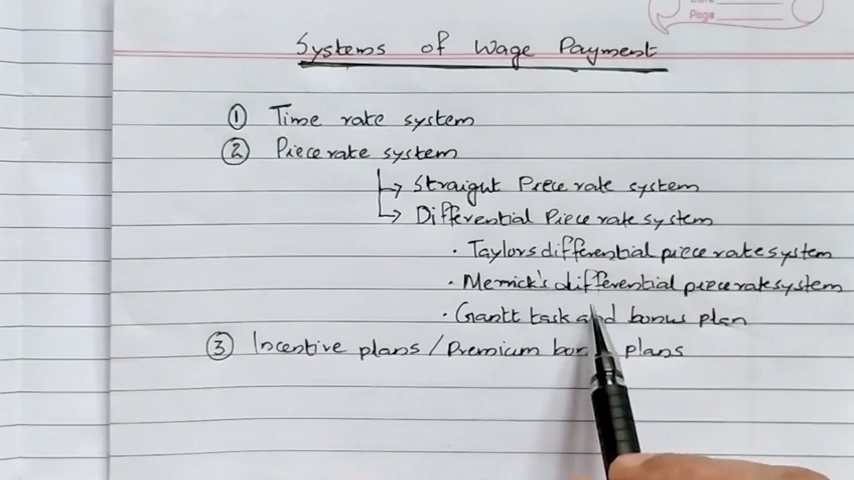 Page
Systems of Wage Payment
① Time rate system
② Piece rate system
Straight Piece rate system
Differential Piece rate system
· Taylors differential piece rate system
· Merrick's differential piece rate system
· Gantt task and bonus plan
③ Incentive plans / Premium bonus plans